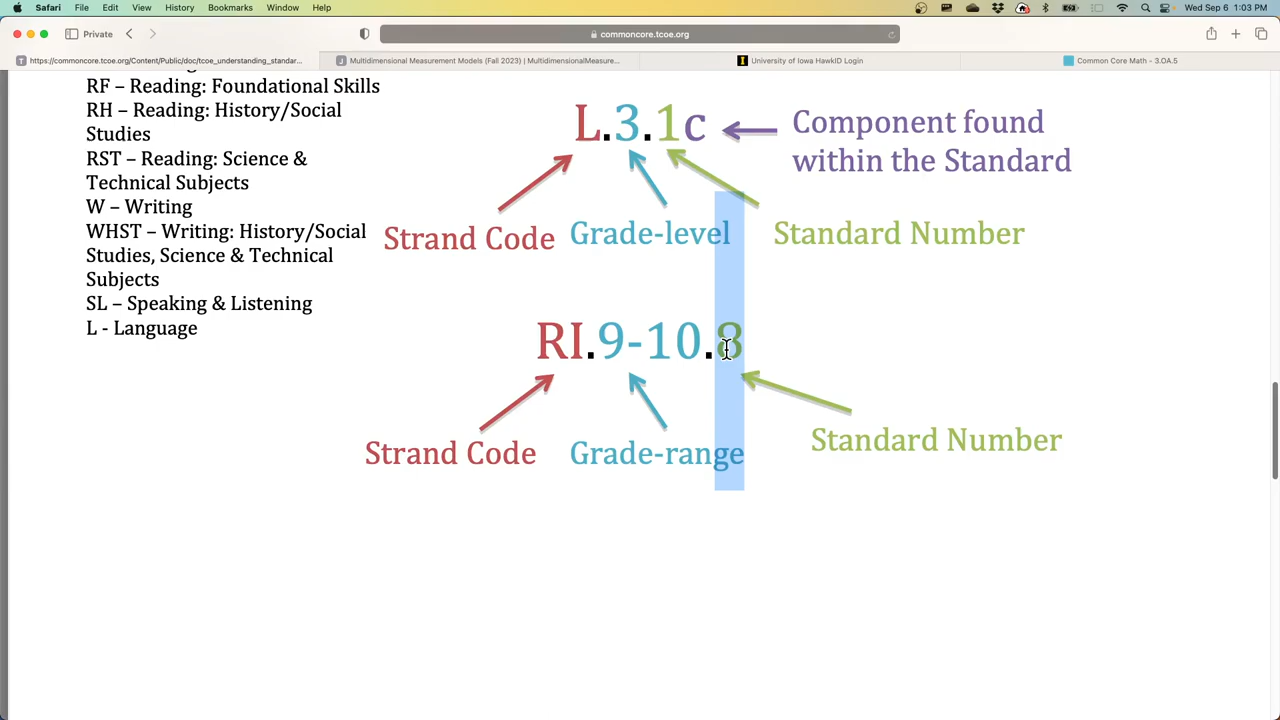 Safari File Edit View History Bookmarks Window Help Wed Sep 6 1:03 PM
Private commoncore.tcoe.org
https://commoncore.tcoe.org/Content/Public/doc/tcoe_understanding_standar... Multidimensional Measurement Models (Fall 2023) | MultidimensionalMeasure... University of Iowa HawkID Login Common Core Math - 3.OA.5
RF – Reading: Foundational Skills
RH – Reading: History/Social
Studies
RST – Reading: Science &
Technical Subjects
W – Writing
WHST – Writing: History/Social
Studies, Science & Technical
Subjects
SL – Speaking & Listening
L - Language
L.3.1c
Component found
within the Standard
Strand Code Grade-level Standard Number
RI.9-10.8
Strand Code Grade-range Standard Number